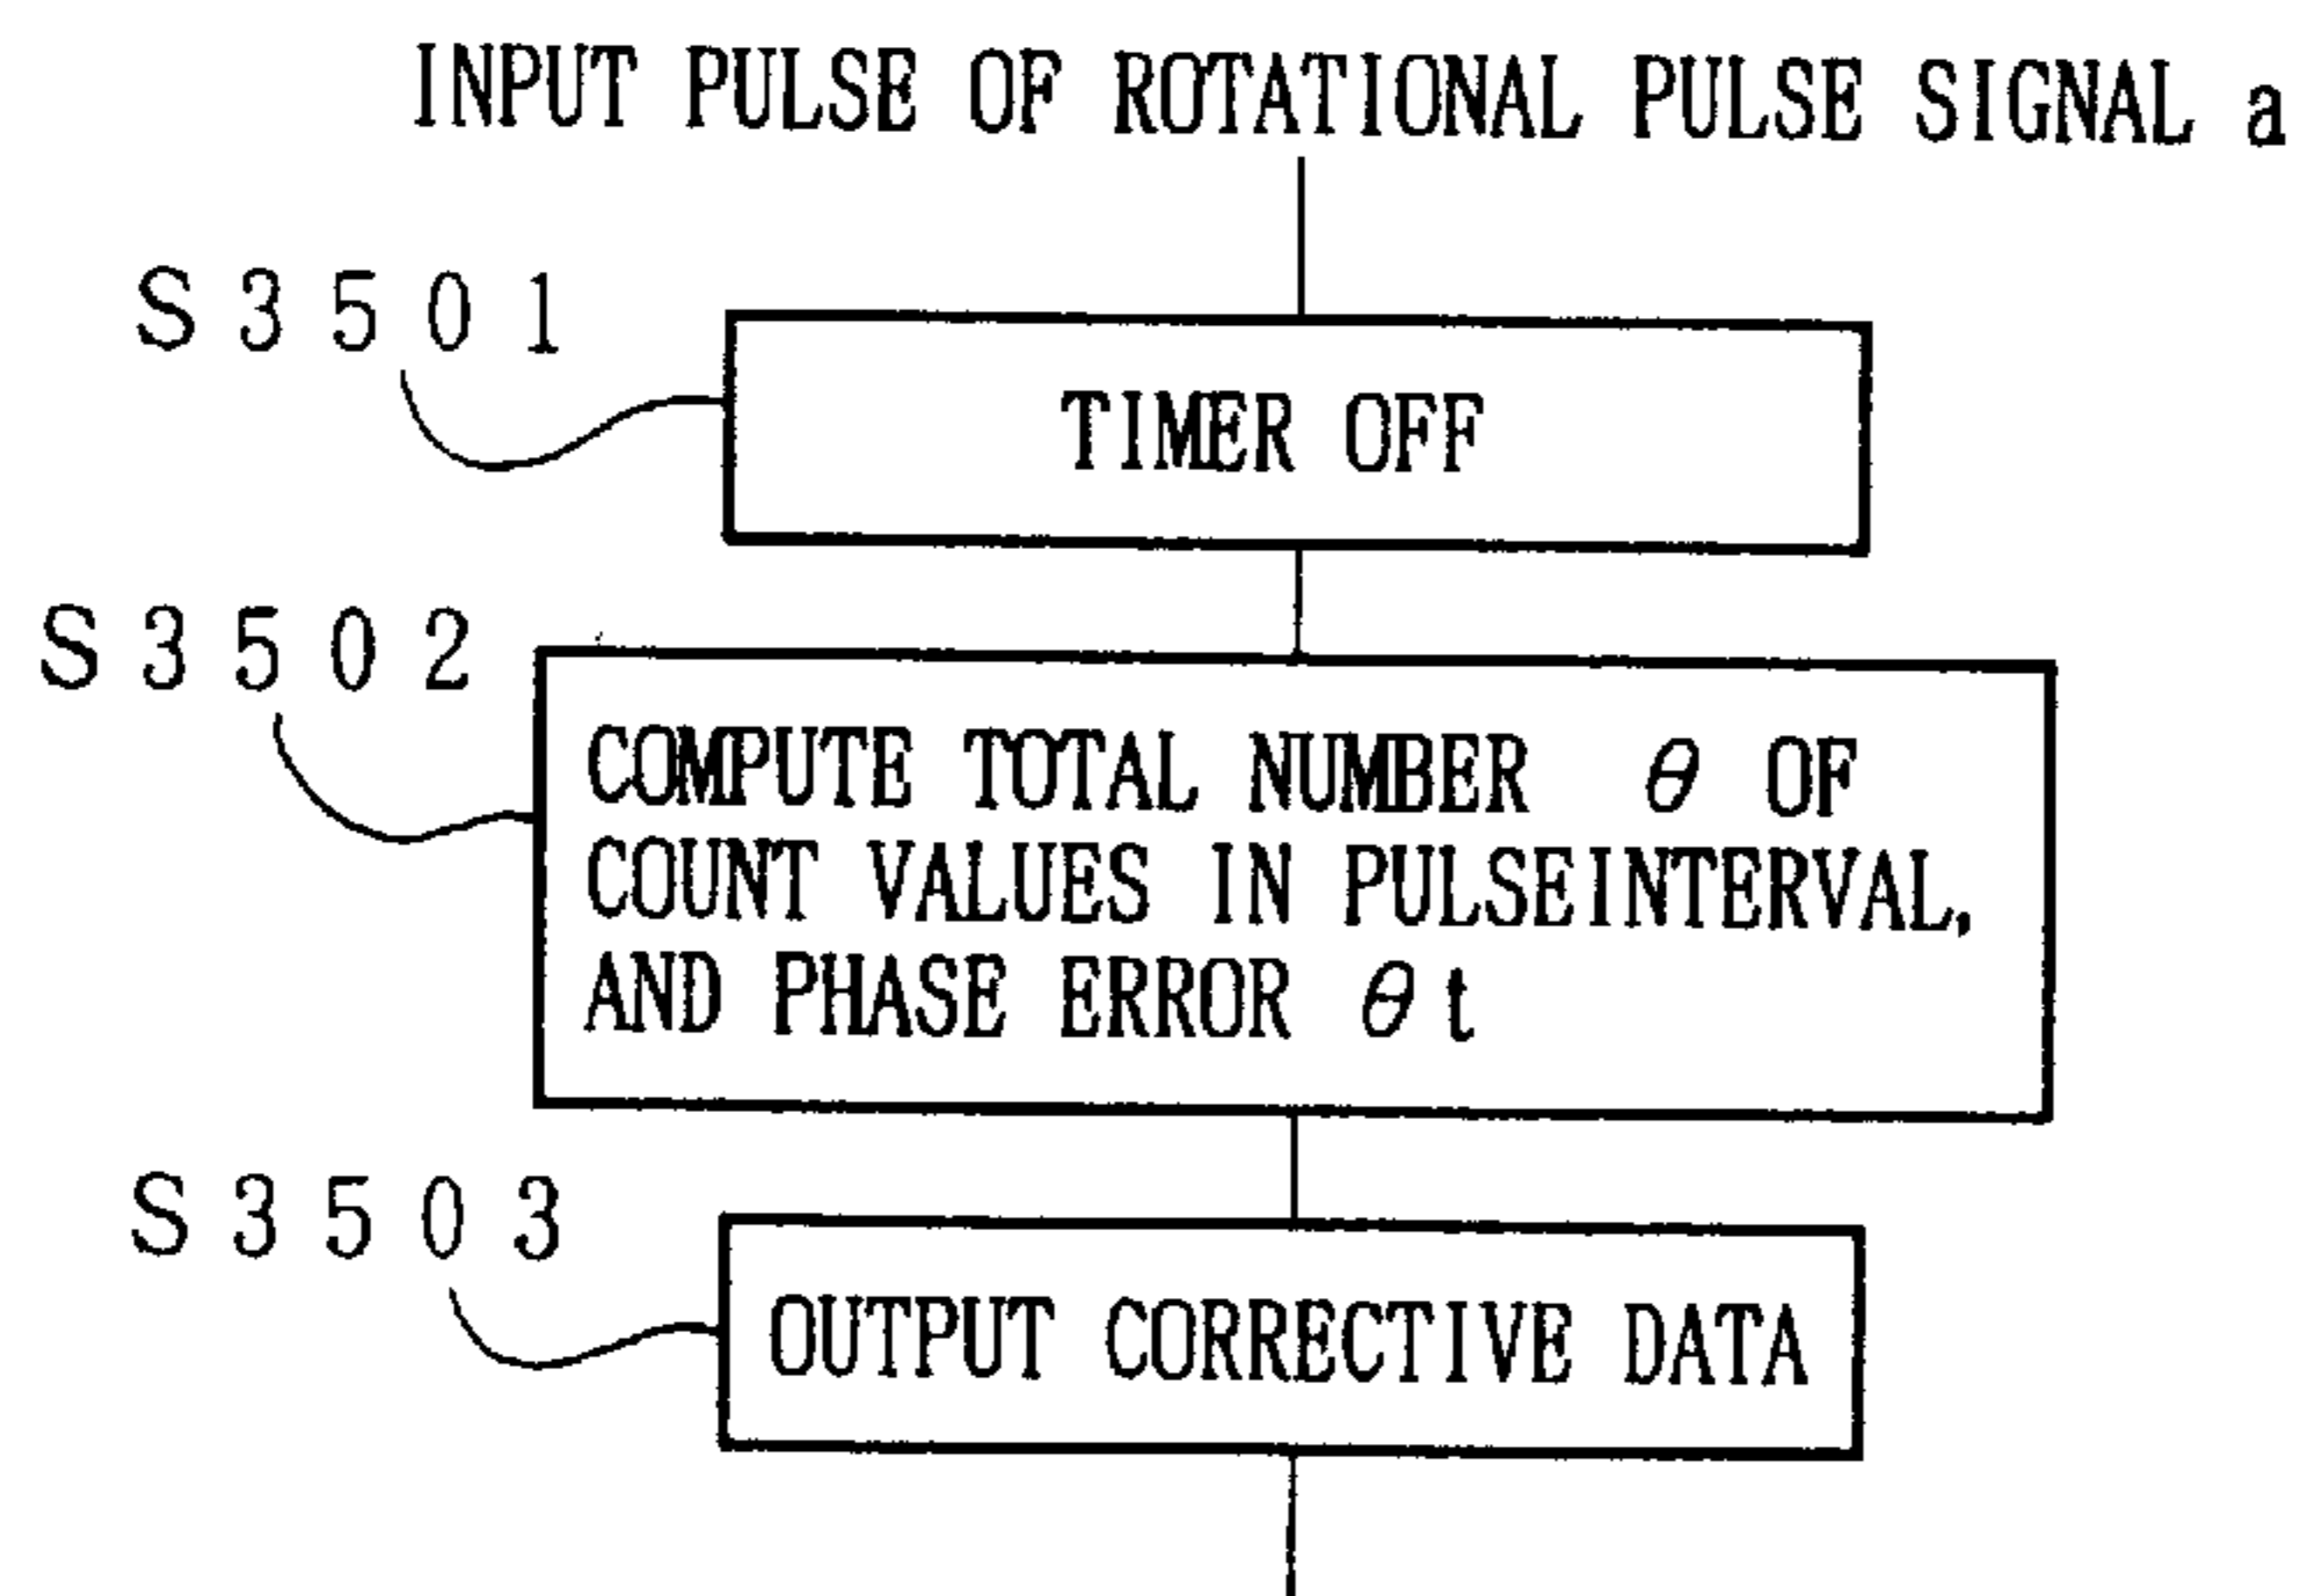 INPUT PULSE OF ROTATIONAL PULSE SIGNAL a
S3501
TIMER OFF
S3502
COMPUTE TOTAL NUMBER θ OF
COUNT VALUES IN PULSEINTERVAL,
AND PHASE ERROR θt
S3503
OUTPUT CORRECTIVE DATA